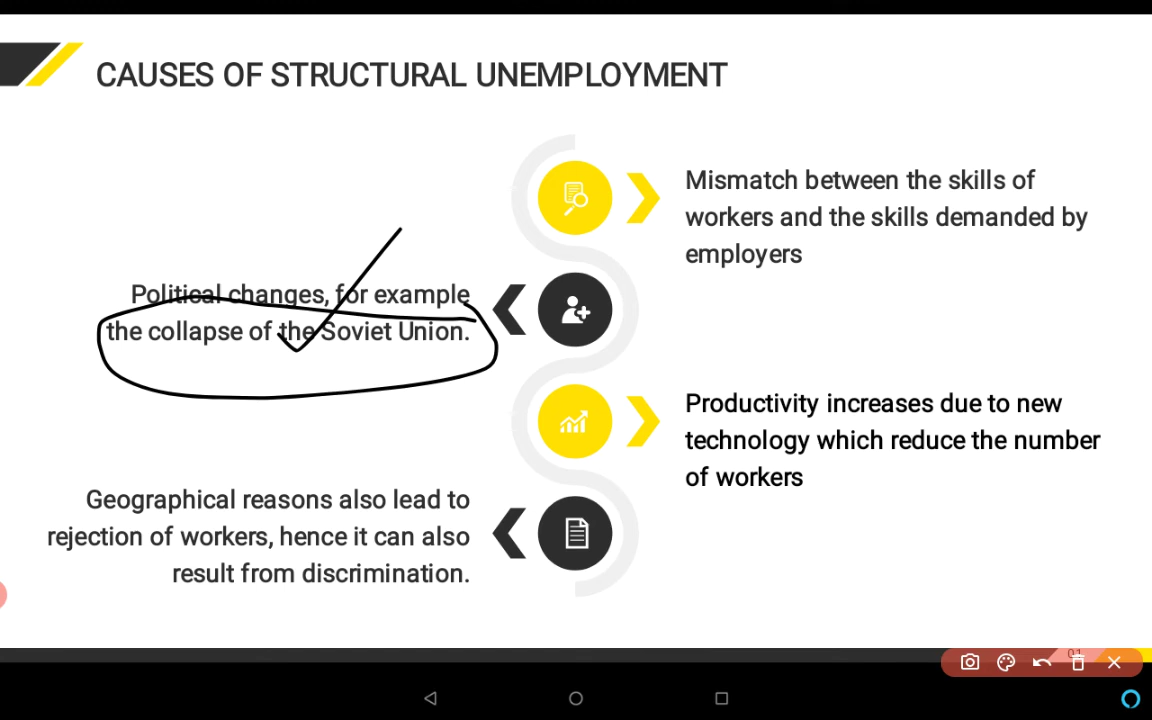 CAUSES OF STRUCTURAL UNEMPLOYMENT
Mismatch between the skills of
workers and the skills demanded by
employers
Political changes, for example
the collapse of the Soviet Union.
Productivity increases due to new
technology which reduce the number
of workers
Geographical reasons also lead to
rejection of workers, hence it can also
result from discrimination.
01